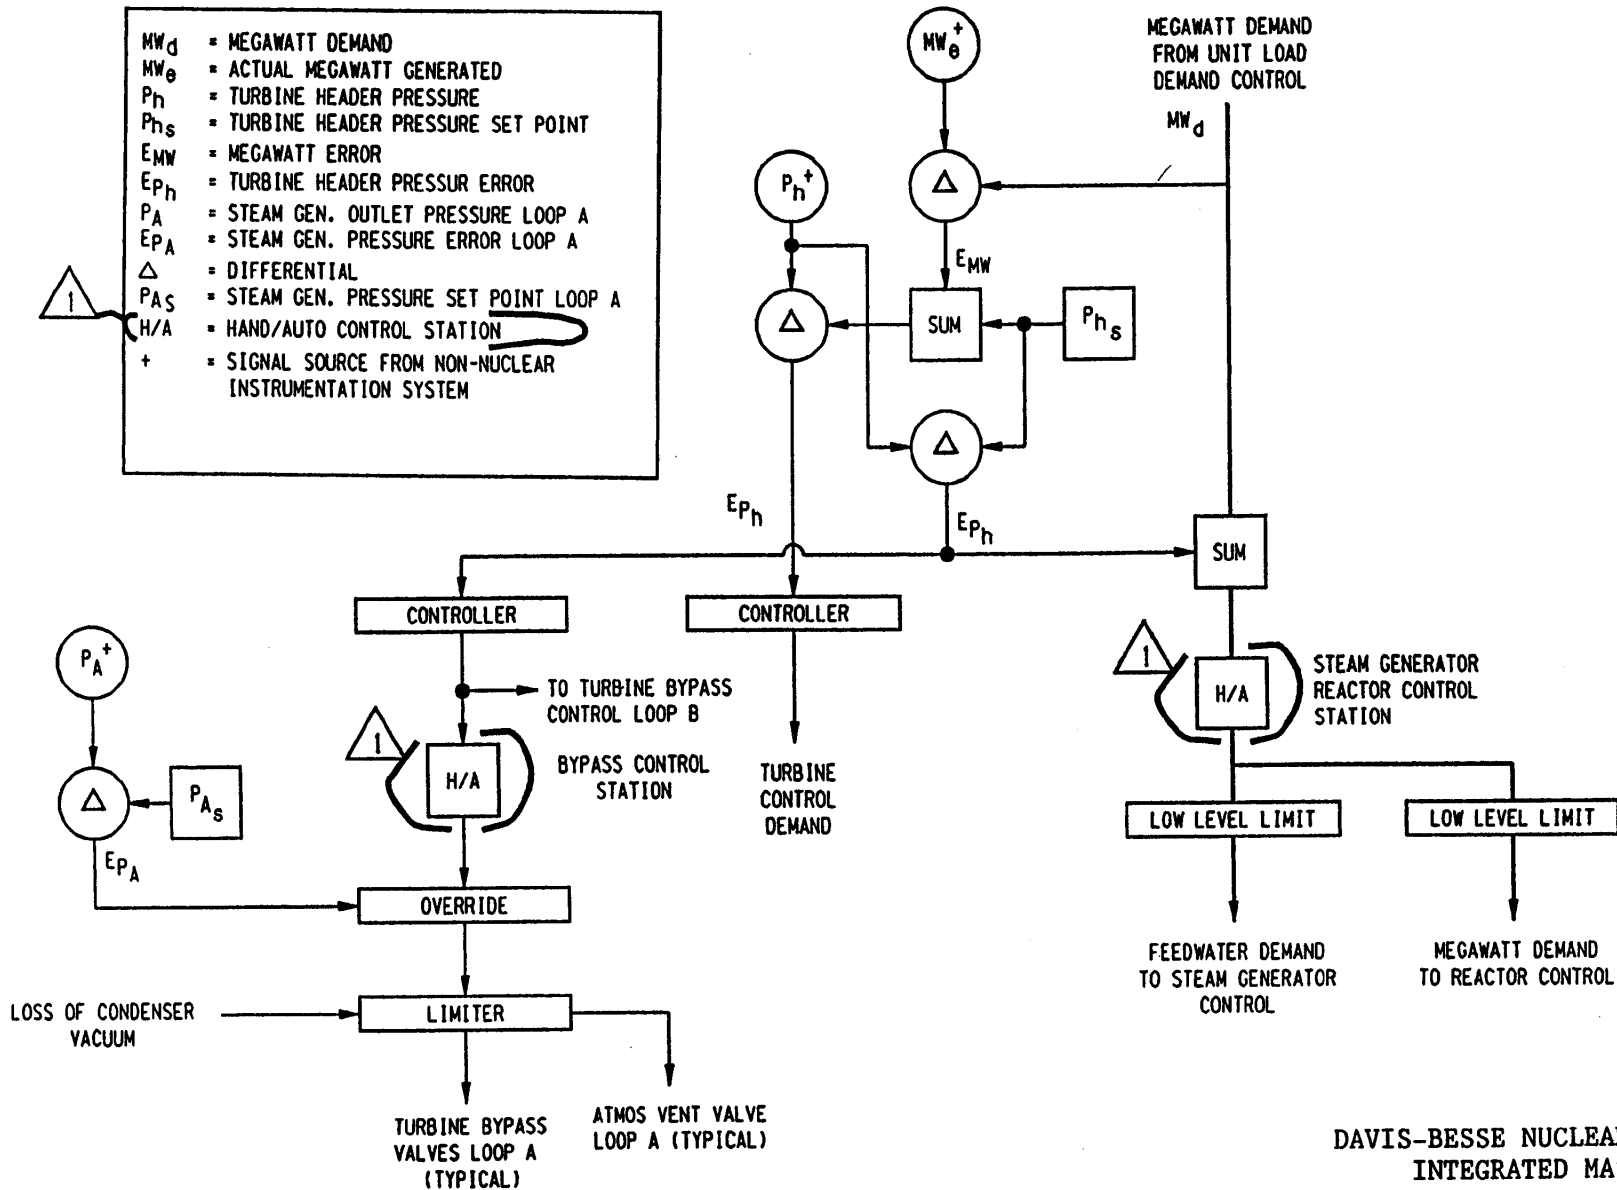 MWd = MEGAWATT DEMAND
MWe = ACTUAL MEGAWATT GENERATED
Ph = TURBINE HEADER PRESSURE
Phs = TURBINE HEADER PRESSURE SET POINT
EMW = MEGAWATT ERROR
EPh = TURBINE HEADER PRESSUR ERROR
PA = STEAM GEN. OUTLET PRESSURE LOOP A
EPA = STEAM GEN. PRESSURE ERROR LOOP A
Δ = DIFFERENTIAL
PAS = STEAM GEN. PRESSURE SET POINT LOOP A
H/A = HAND/AUTO CONTROL STATION
+ = SIGNAL SOURCE FROM NON-NUCLEAR
INSTRUMENTATION SYSTEM
1
MWe+
MEGAWATT DEMAND
FROM UNIT LOAD
DEMAND CONTROL
MWd
Ph+
Δ
EMW
Δ
SUM
Phs
Δ
EPh
EPh
SUM
CONTROLLER
CONTROLLER
PA+
TO TURBINE BYPASS
CONTROL LOOP B
1
H/A
STEAM GENERATOR
REACTOR CONTROL
STATION
1
H/A
BYPASS CONTROL
STATION
TURBINE
CONTROL
DEMAND
Δ
PAs
EPA
LOW LEVEL LIMIT
LOW LEVEL LIMIT
OVERRIDE
FEEDWATER DEMAND
TO STEAM GENERATOR
CONTROL
MEGAWATT DEMAND
TO REACTOR CONTROL
LOSS OF CONDENSER
VACUUM
LIMITER
TURBINE BYPASS
VALVES LOOP A
(TYPICAL)
ATMOS VENT VALVE
LOOP A (TYPICAL)
DAVIS-BESSE NUCLEA
INTEGRATED MA